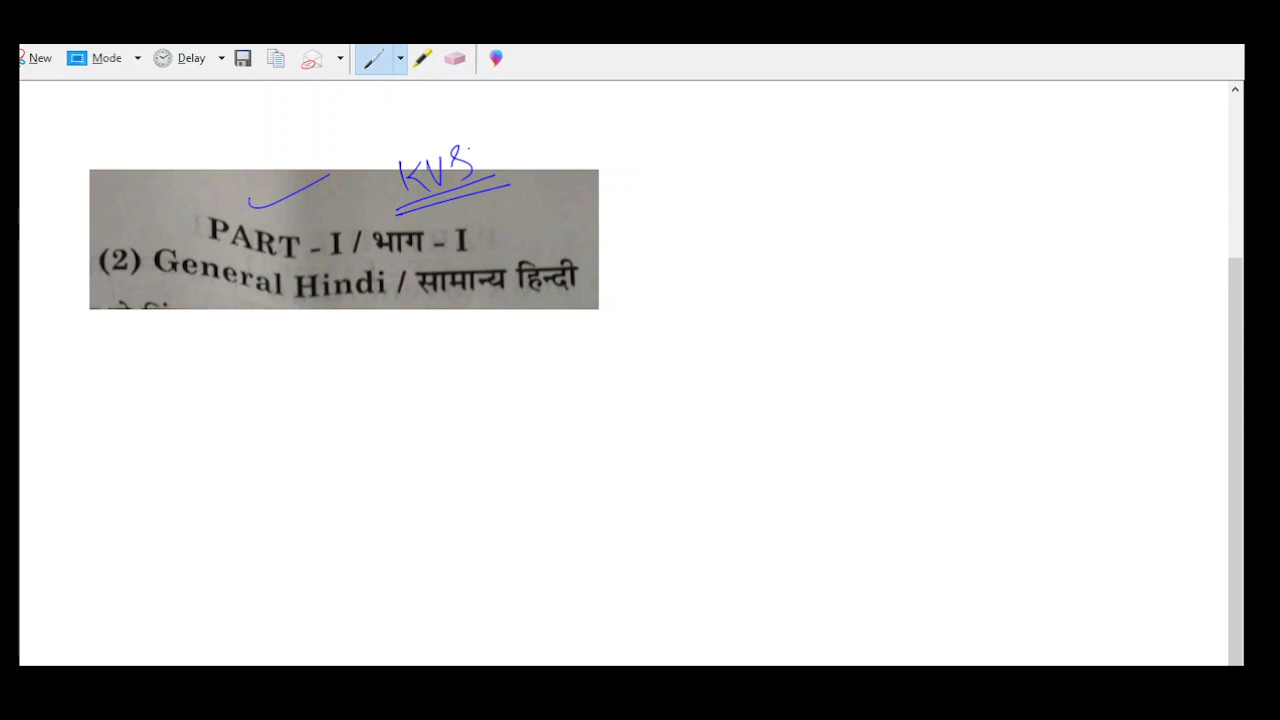 New Mode Delay
KVS
PART - I / भाग - I
(2) General Hindi / सामान्य हिन्दी